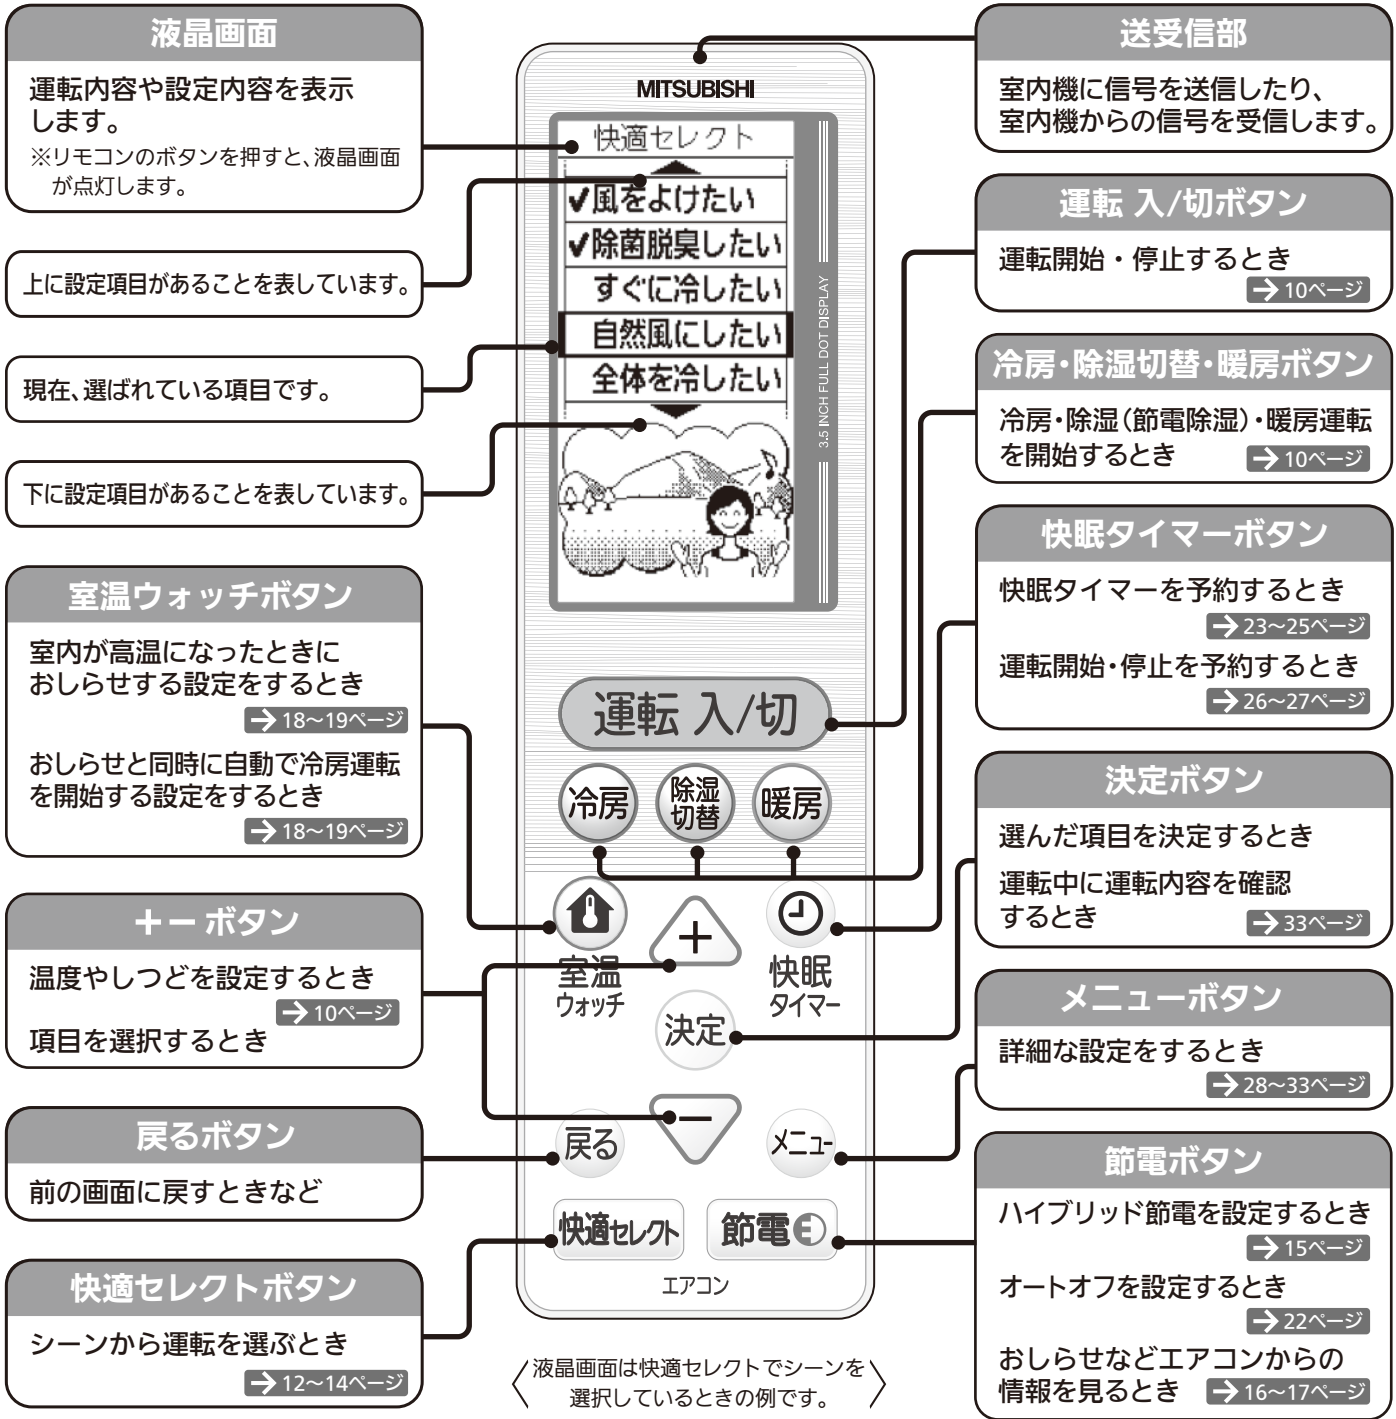 液晶画面
運転内容や設定内容を表示
します。
※リモコンのボタンを押すと、液晶画面
が点灯します。
上に設定項目があることを表しています。
現在、選ばれている項目です。
下に設定項目があることを表しています。
室温ウォッチボタン
室内が高温になったときに
おしらせする設定をするとき
→18〜19ページ
おしらせと同時に自動で冷房運転
を開始する設定をするとき
→18〜19ページ
+−ボタン
温度やしつどを設定するとき
→10ページ
項目を選択するとき
戻るボタン
前の画面に戻すときなど
快適セレクトボタン
シーンから運転を選ぶとき
→12〜14ページ
MITSUBISHI
快適セレクト
✔風をよけたい
✔除菌脱臭したい
すぐに冷したい
自然風にしたい
全体を冷したい
3.5 INCH FULL DOT DISPLAY
運転 入/切
冷房
除湿
切替
暖房
+
室温
ウォッチ
快眠
タイマー
決定
−
戻る
メニュー
快適セレクト
節電
エアコン
〈液晶画面は快適セレクトでシーンを
選択しているときの例です。〉
送受信部
室内機に信号を送信したり、
室内機からの信号を受信します。
運転 入/切ボタン
運転開始・停止するとき
→10ページ
冷房・除湿切替・暖房ボタン
冷房・除湿(節電除湿)・暖房運転
を開始するとき →10ページ
快眠タイマーボタン
快眠タイマーを予約するとき
→23〜25ページ
運転開始・停止を予約するとき
→26〜27ページ
決定ボタン
選んだ項目を決定するとき
運転中に運転内容を確認
するとき →33ページ
メニューボタン
詳細な設定をするとき
→28〜33ページ
節電ボタン
ハイブリッド節電を設定するとき
→15ページ
オートオフを設定するとき
→22ページ
おしらせなどエアコンからの
情報を見るとき →16〜17ページ